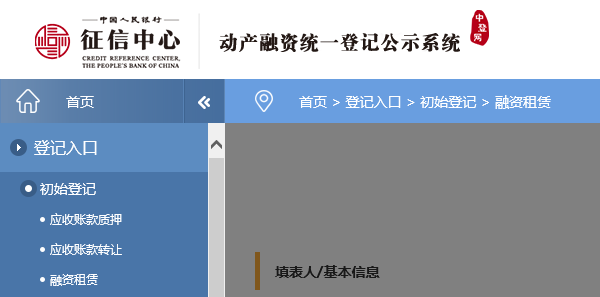 中国人民银行
征信中心
CREDIT REFERENCE CENTER,
THE PEOPLE'S BANK OF CHINA
动产融资统一登记公示系统
中登网
首页
«
首页 > 登记入口 > 初始登记 > 融资租赁
登记入口
初始登记
应收账款质押
应收账款转让
融资租赁
填表人/基本信息